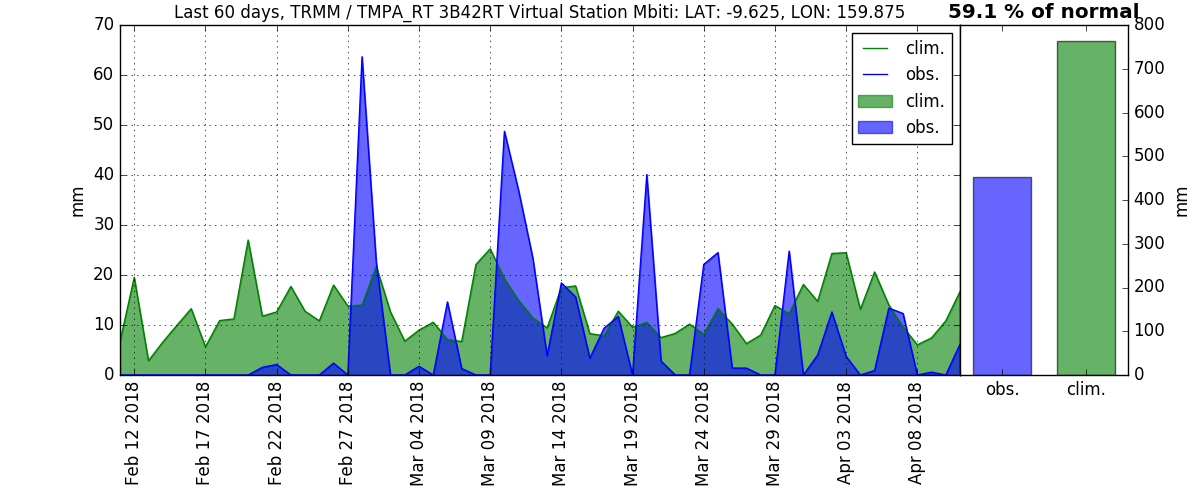 Last 60 days, TRMM / TMPA_RT 3B42RT Virtual Station Mbiti: LAT: -9.625, LON: 159.875
59.1 % of normal
70
60
50
40
30
20
10
0
mm
clim.
obs.
clim.
obs.
Feb 12 2018
Feb 17 2018
Feb 22 2018
Feb 27 2018
Mar 04 2018
Mar 09 2018
Mar 14 2018
Mar 19 2018
Mar 24 2018
Mar 29 2018
Apr 03 2018
Apr 08 2018
800
700
600
500
400
300
200
100
0
mm
obs.
clim.